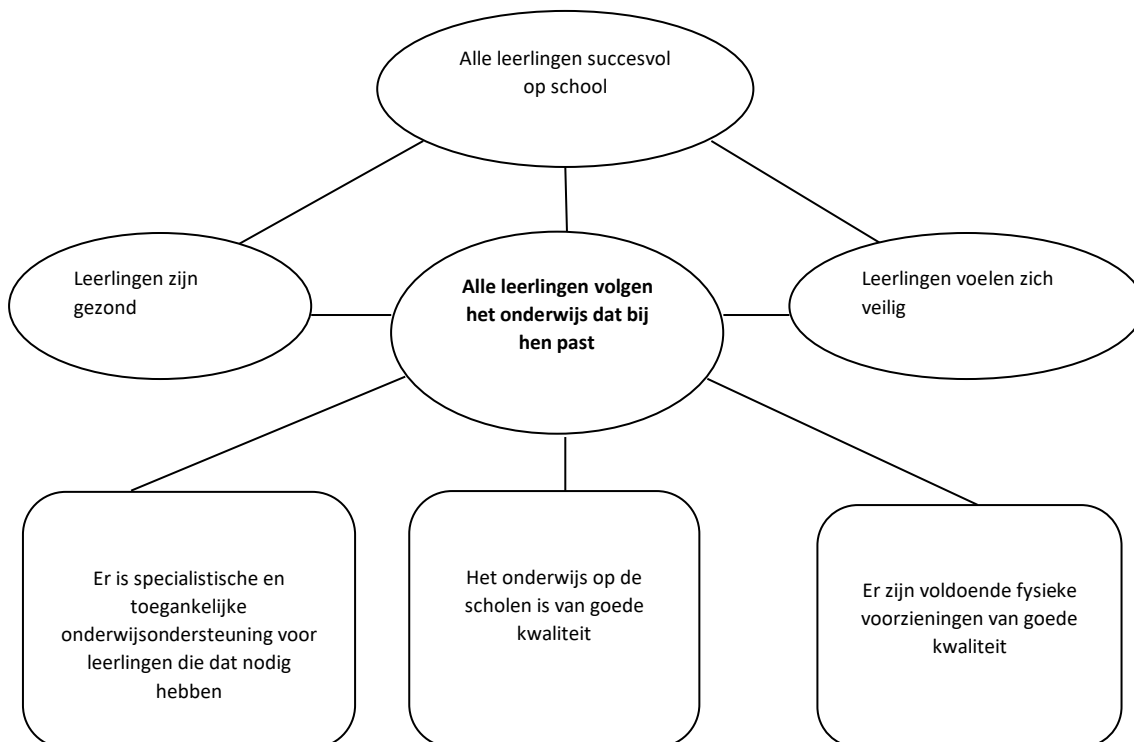 Alle leerlingen succesvol
op school
Leerlingen zijn
gezond
Alle leerlingen volgen
het onderwijs dat bij
hen past
Leerlingen voelen zich
veilig
Er is specialistische en
toegankelijke
onderwijsondersteuning voor
leerlingen die dat nodig
hebben
Het onderwijs op de
scholen is van goede
kwaliteit
Er zijn voldoende fysieke
voorzieningen van goede
kwaliteit